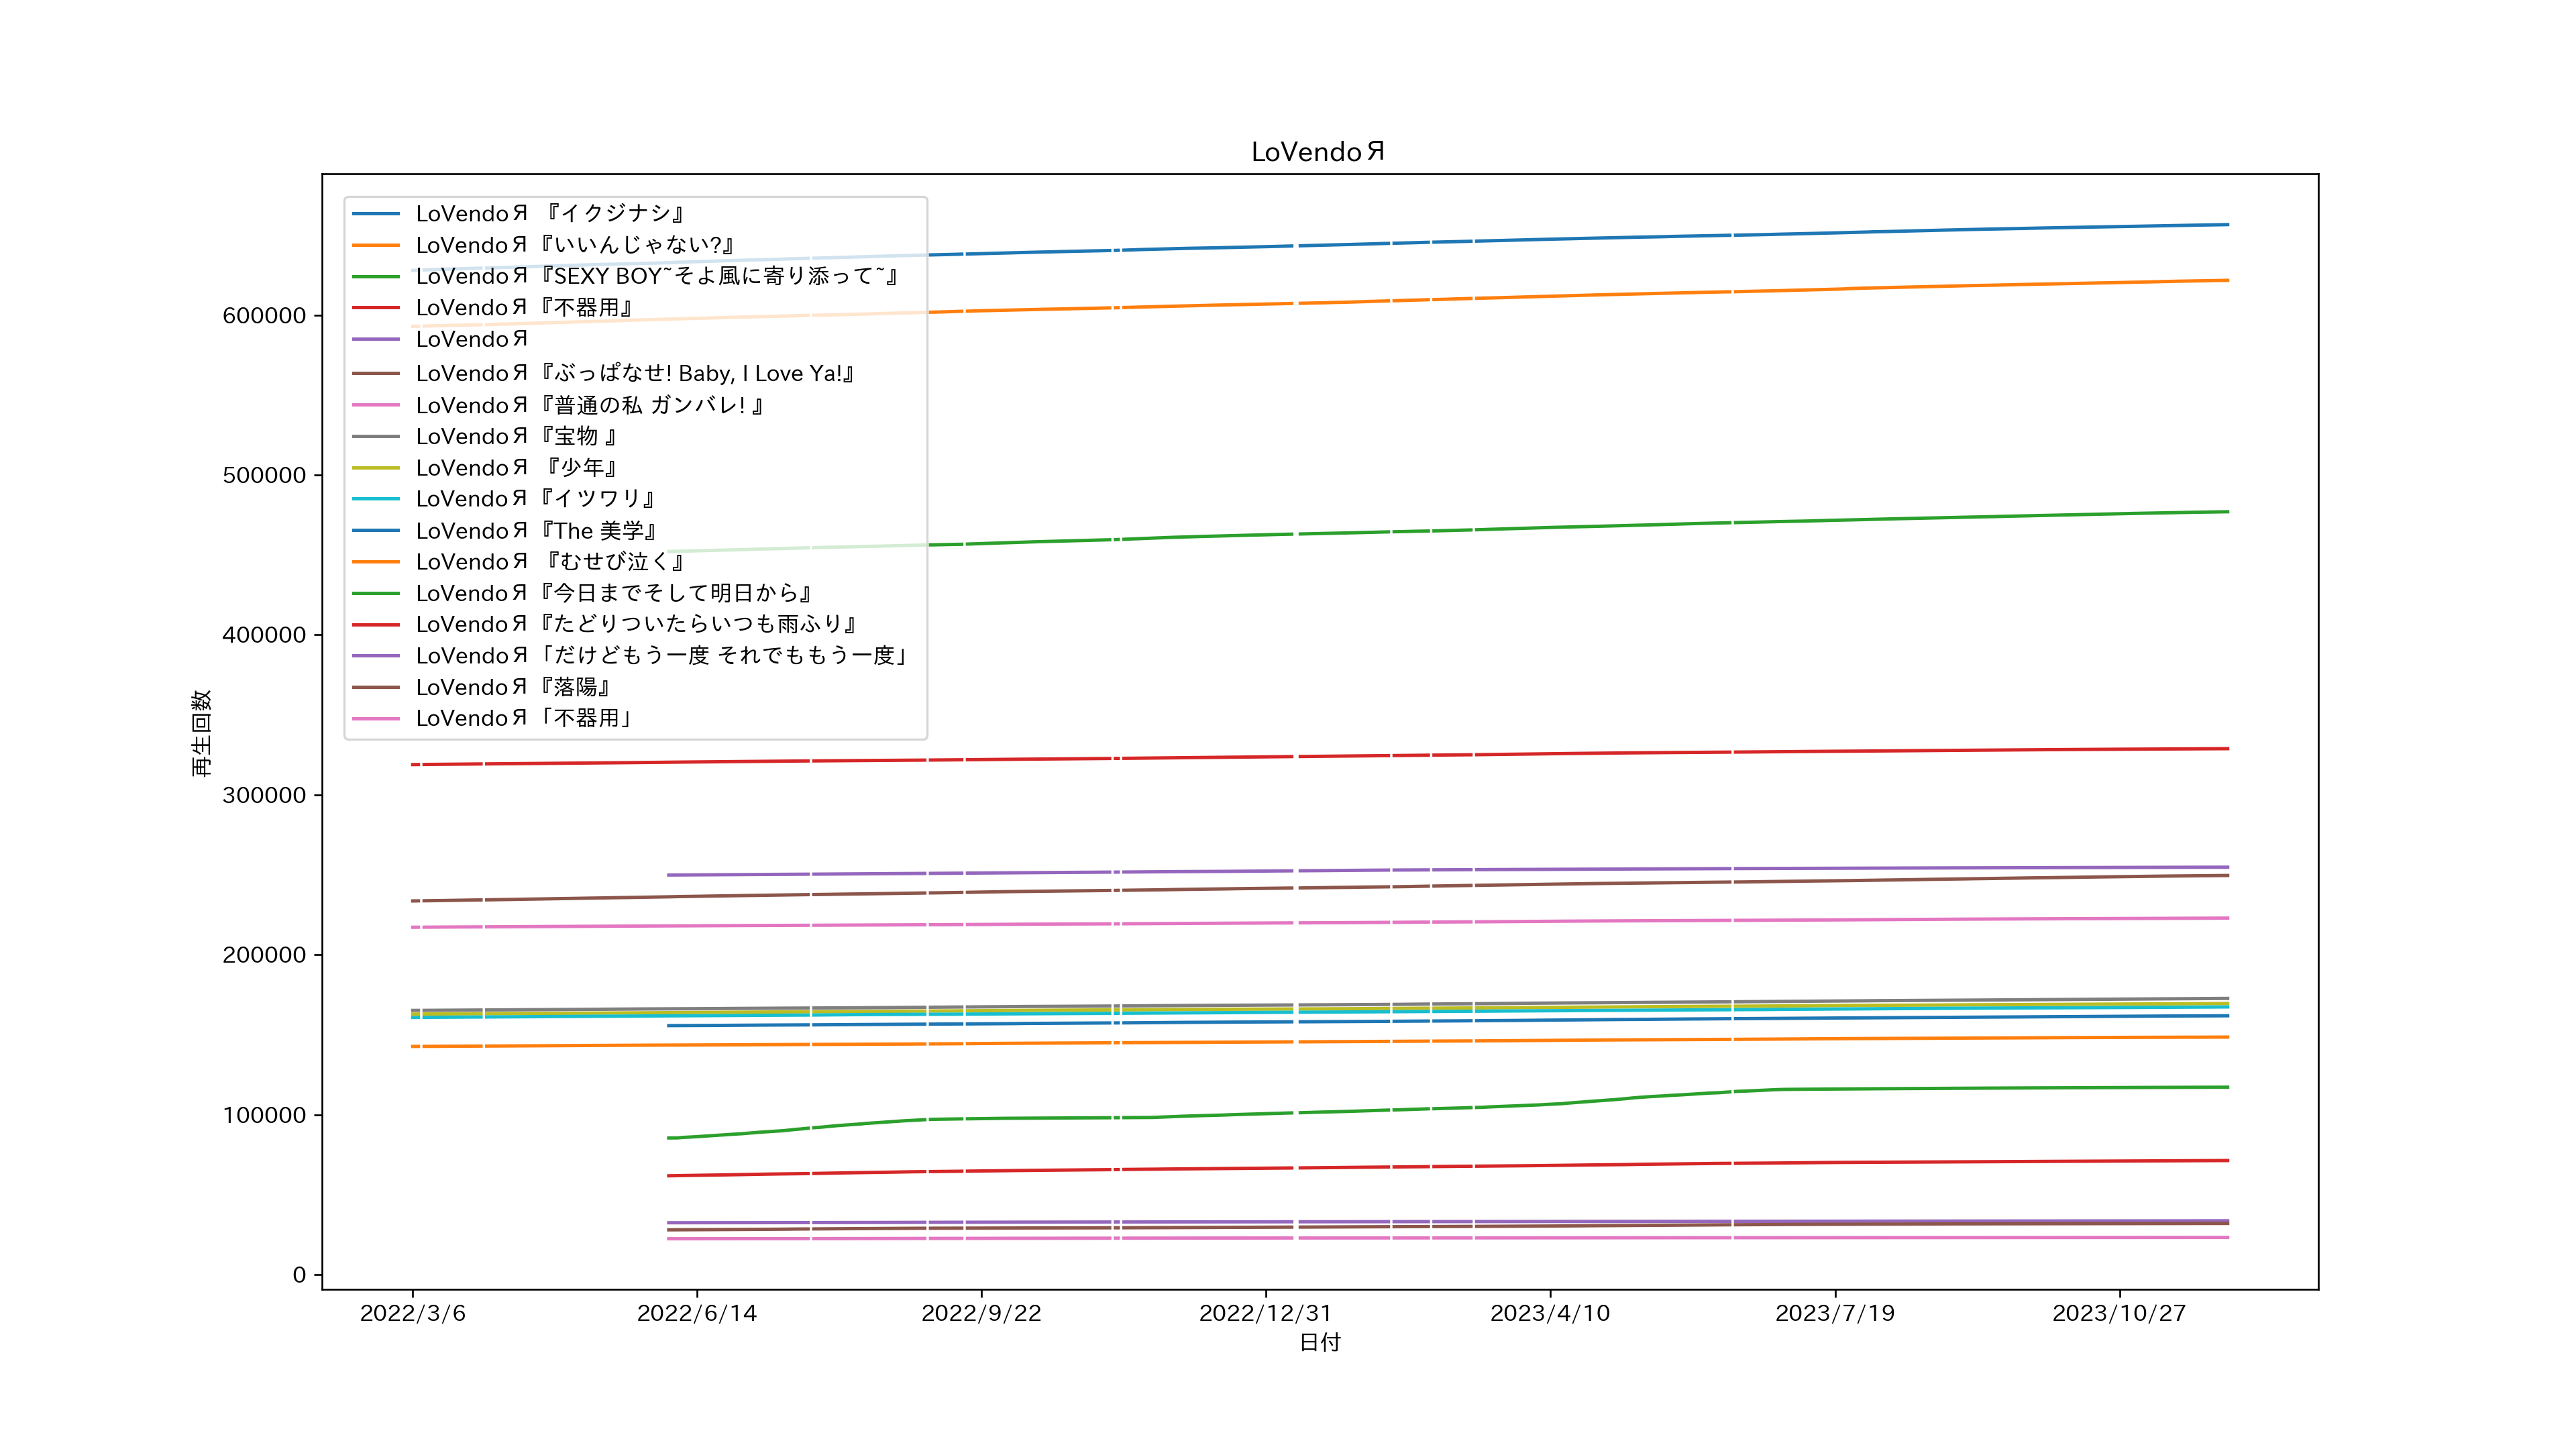 LoVendoЯ
LoVendoЯ 『イクジナシ』
LoVendoЯ『いいんじゃない?』
LoVendoЯ『SEXY BOY~そよ風に寄り添って~』
LoVendoЯ『不器用』
LoVendoЯ
LoVendoЯ『ぶっぱなせ! Baby, I Love Ya!』
LoVendoЯ『普通の私 ガンバレ! 』
LoVendoЯ『宝物 』
LoVendoЯ 『少年』
LoVendoЯ『イツワリ』
LoVendoЯ『The 美学』
LoVendoЯ 『むせび泣く』
LoVendoЯ『今日までそして明日から』
LoVendoЯ『たどりついたらいつも雨ふり』
LoVendoЯ「だけどもう一度 それでももう一度」
LoVendoЯ『落陽』
LoVendoЯ「不器用」
再生回数
600000
500000
400000
300000
200000
100000
0
2022/3/6
2022/6/14
2022/9/22
2022/12/31
2023/4/10
2023/7/19
2023/10/27
日付